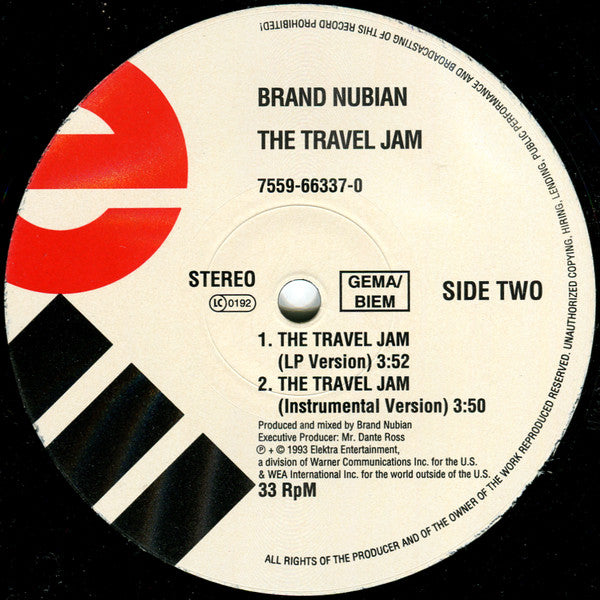 BRAND NUBIAN
THE TRAVEL JAM
7559-66337-0
STEREO
LC 0192
GEMA/
BIEM
SIDE TWO
1. THE TRAVEL JAM
(LP Version) 3:52
2. THE TRAVEL JAM
(Instrumental Version) 3:50
Produced and mixed by Brand Nubian
Executive Producer: Mr. Dante Ross
℗ + © 1993 Elektra Entertainment,
a division of Warner Communications Inc. for the U.S.
& WEA International Inc. for the world outside of the U.S.
33 RpM
ALL RIGHTS OF THE PRODUCER AND OF THE OWNER OF THE WORK REPRODUCED RESERVED. UNAUTHORIZED COPYING, HIRING, LENDING, PUBLIC PERFORMANCE AND BROADCASTING OF THIS RECORD PROHIBITED!